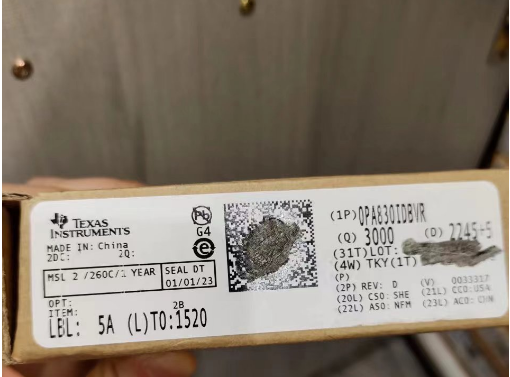 TEXAS
INSTRUMENTS
MADE IN: China
2DC: 2Q:
MSL 2 /260C/1 YEAR
SEAL DT
01/01/23
OPT:
ITEM:
2B
LBL: 5A (L)TO:1520
Pb
G4
e
(1P)OPA830IDBVR
(Q) 3000 (D)
(31T)LOT:
(4W) TKY(1T)
(P)
(2P) REV: D (V) 0033317
(20L) CSO: SHE (21L) CCO:USA
(22L) ASO: NFM (23L) ACO: CHN